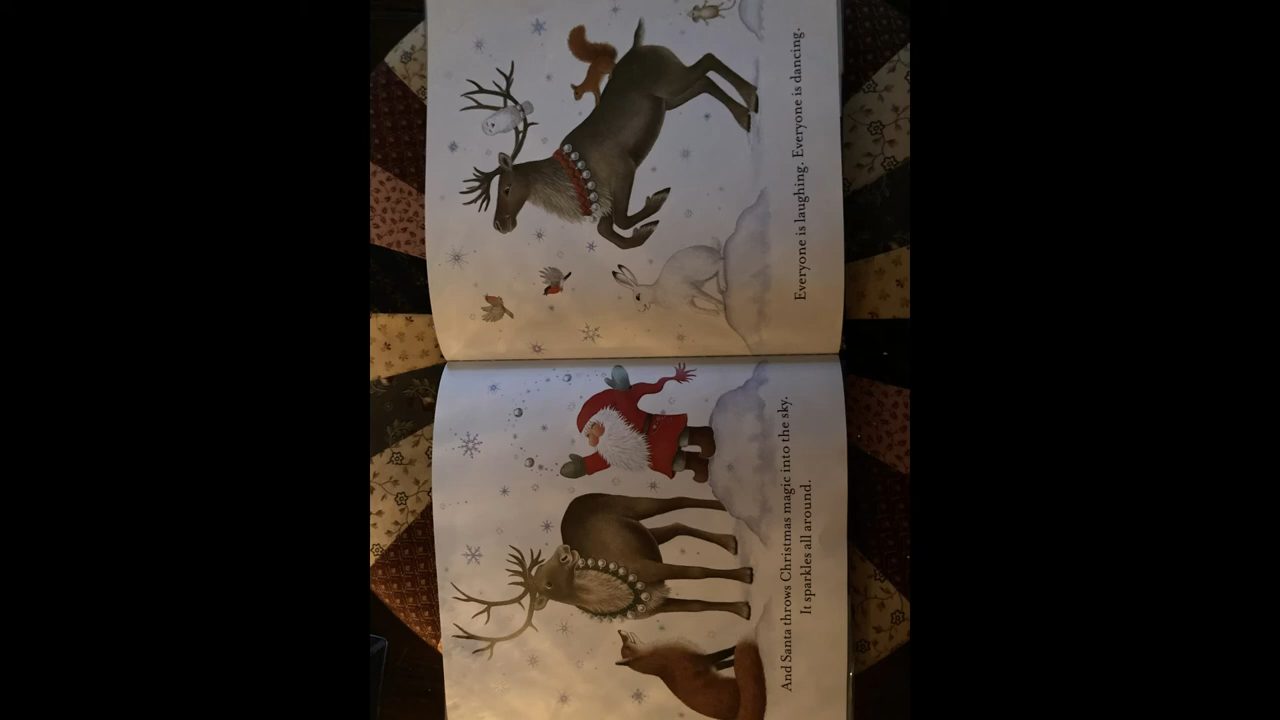 And Santa throws Christmas magic into the sky.
It sparkles all around.
Everyone is laughing. Everyone is dancing.